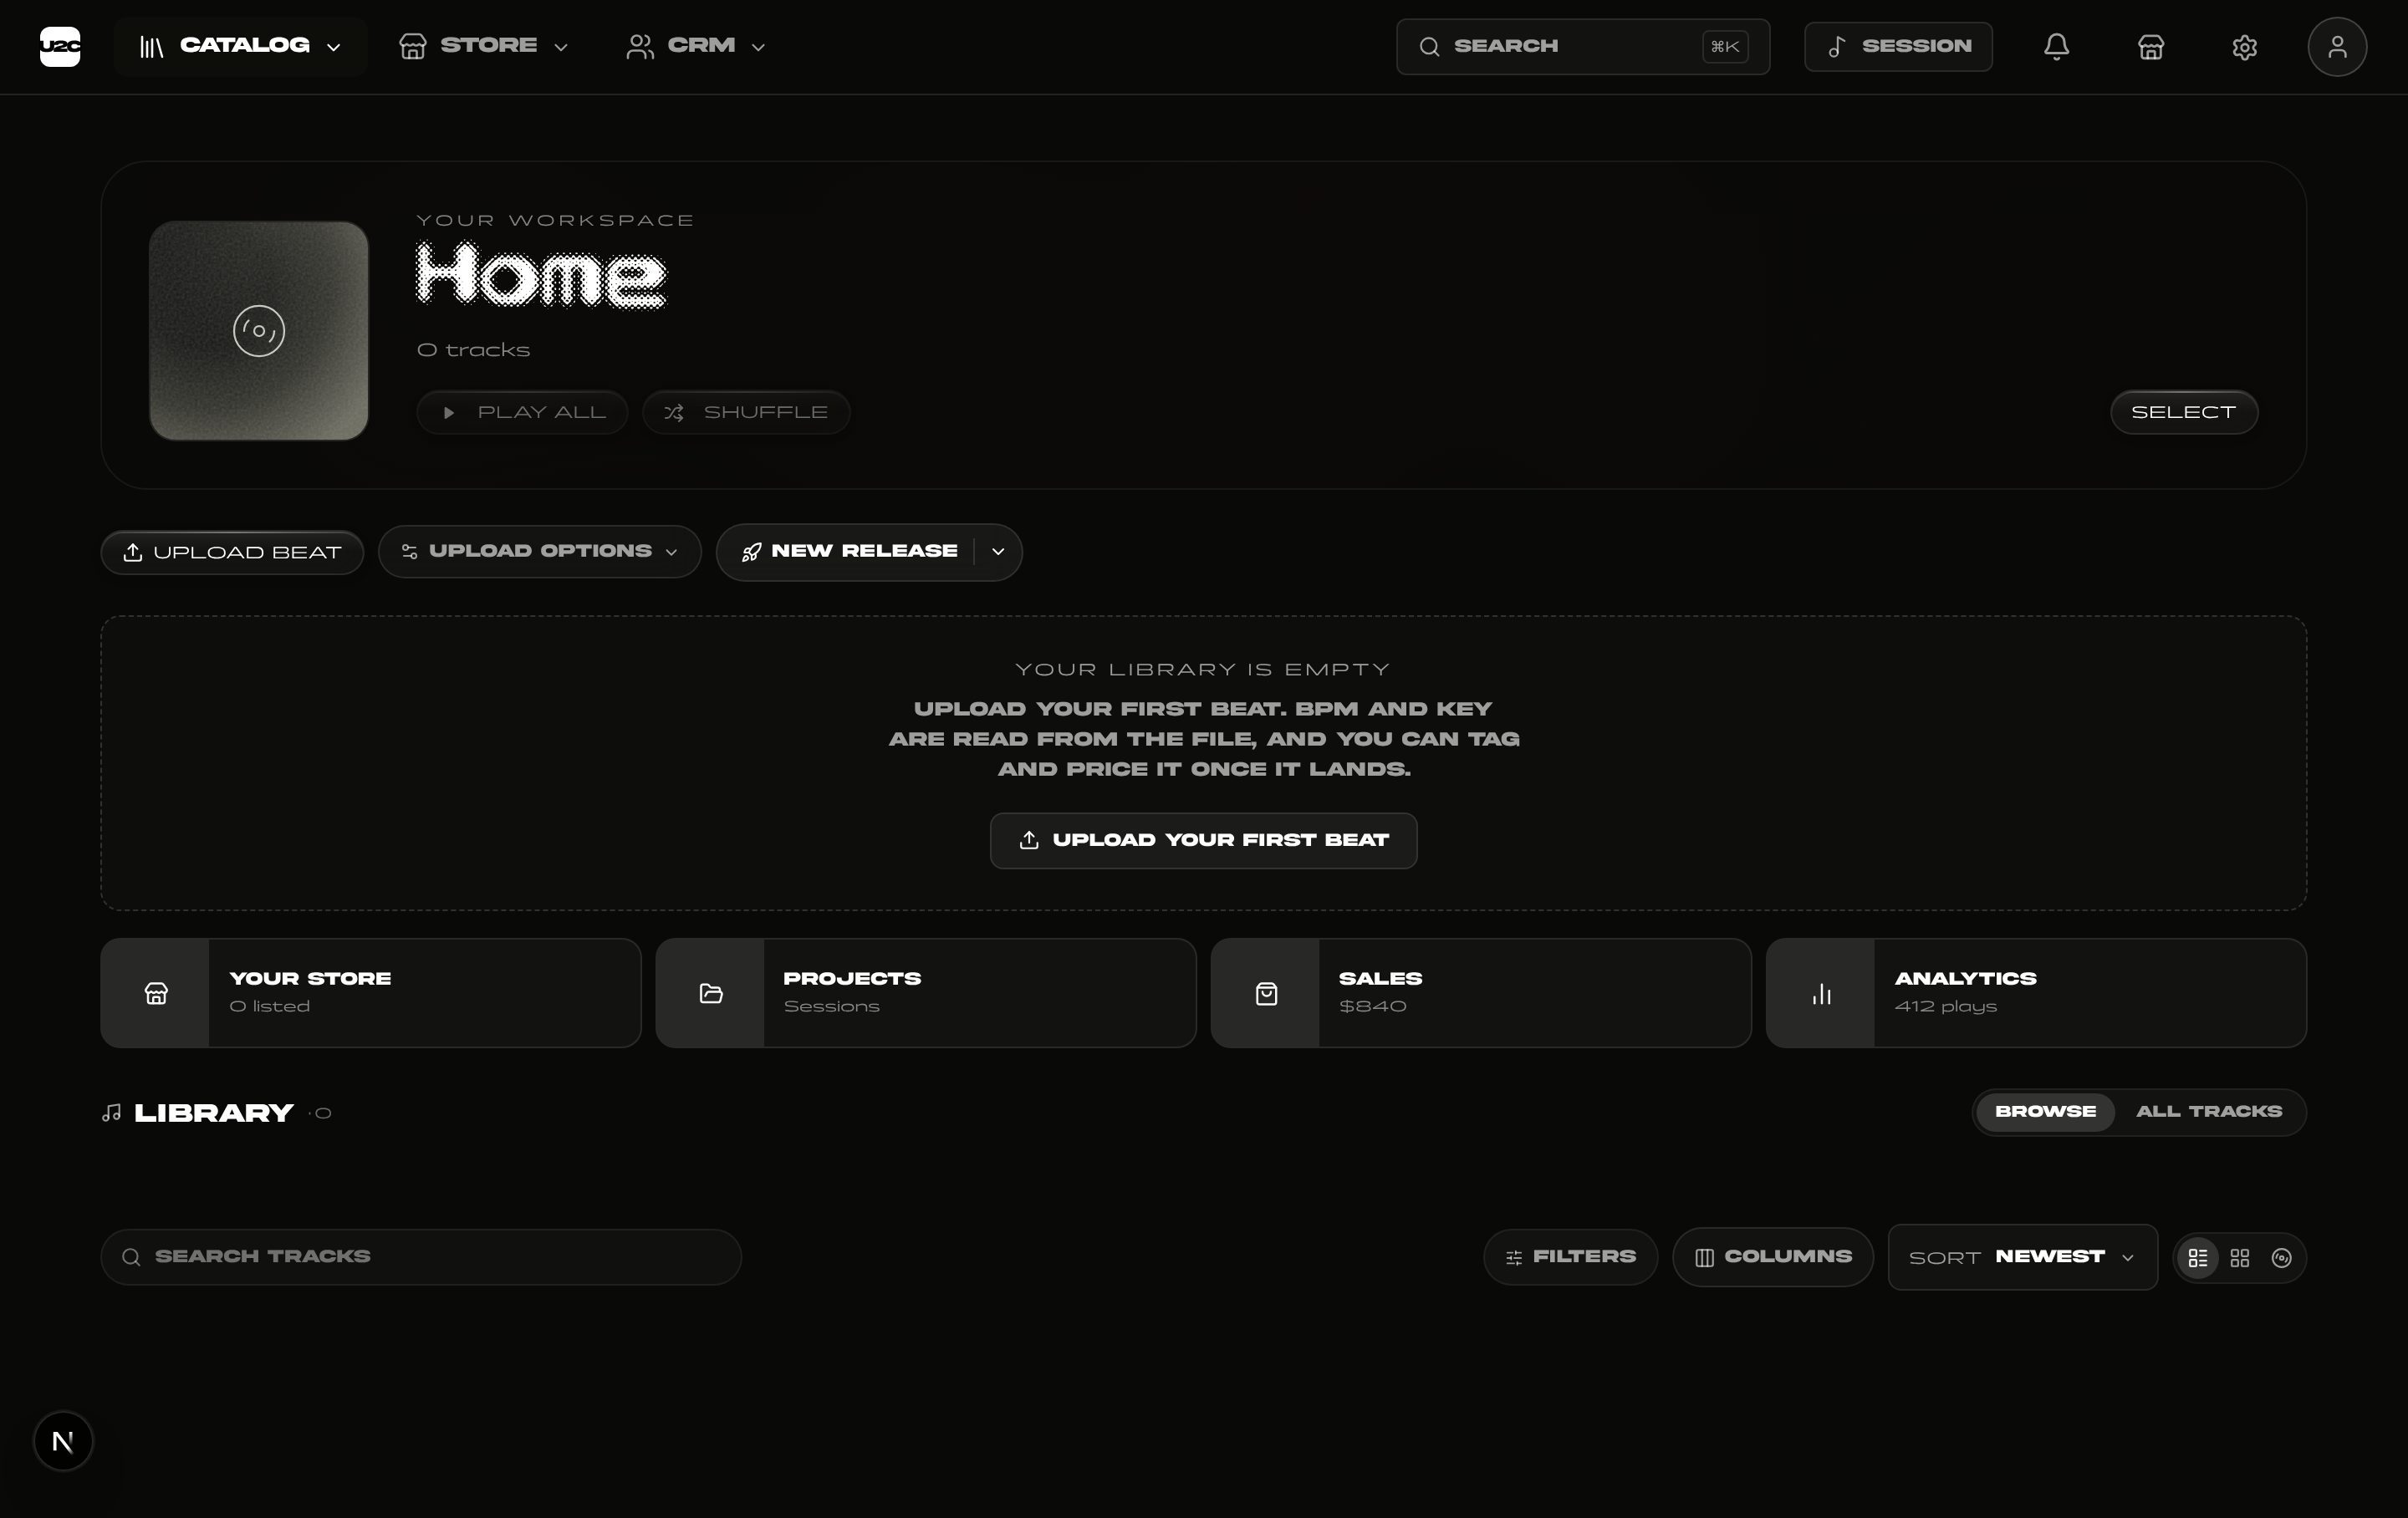 U2C
CATALOG
STORE
CRM
SEARCH
⌘K
SESSION
YOUR WORKSPACE
Home
0 tracks
PLAY ALL
SHUFFLE
SELECT
UPLOAD BEAT
UPLOAD OPTIONS
NEW RELEASE
YOUR LIBRARY IS EMPTY
UPLOAD YOUR FIRST BEAT. BPM AND KEY
ARE READ FROM THE FILE, AND YOU CAN TAG
AND PRICE IT ONCE IT LANDS.
UPLOAD YOUR FIRST BEAT
YOUR STORE
0 listed
PROJECTS
Sessions
SALES
$840
ANALYTICS
412 plays
LIBRARY · 0
BROWSE
ALL TRACKS
SEARCH TRACKS
FILTERS
COLUMNS
SORT NEWEST
N